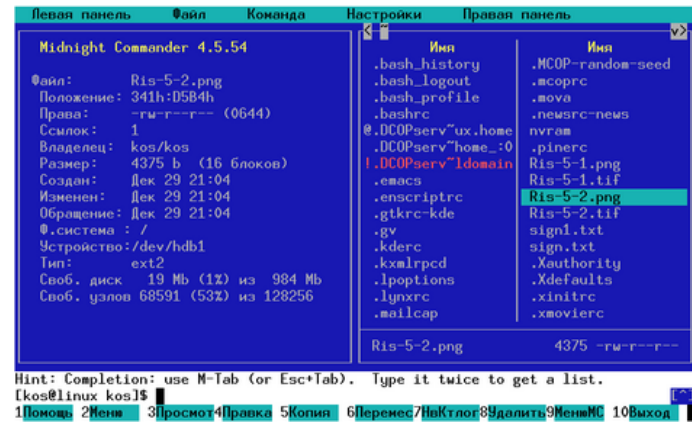 Левая панель Файл Команда Настройки Правая панель
Midnight Commander 4.5.54
Файл: Ris-5-2.png
Положение: 341h:D5B4h
Права: -rw-r--r-- (0644)
Ссылок: 1
Владелец: kos/kos
Размер: 4375 b (16 блоков)
Создан: Дек 29 21:04
Изменен: Дек 29 21:04
Обращение: Дек 29 21:04
Ф.система : /
Устройство:/dev/hdb1
Тип: ext2
Своб. диск 19 Mb (1%) из 984 Mb
Своб. узлов 68591 (53%) из 128256
< ~ v>
Имя
.bash_history
.bash_logout
.bash_profile
.bashrc
@.DCOPserv~ux.home
.DCOPserv~home_:0
!.DCOPserv~ldomain
.emacs
.enscriptrc
.gtkrc-kde
.gv
.kderc
.kxmlrpcd
.lpoptions
.lynxrc
.mailcap
Имя
.MCOP-random-seed
.mcoprc
.mova
.newsrc-news
nvram
.pinerc
Ris-5-1.png
Ris-5-1.tif
Ris-5-2.png
Ris-5-2.tif
sign1.txt
sign.txt
.Xauthority
.Xdefaults
.xinitrc
.xmovierc
Ris-5-2.png 4375 -rw-r--r--
Hint: Completion: use M-Tab (or Esc+Tab). Type it twice to get a list.
[kos@linux kos]$ [^]
1Помощь 2Меню 3Просмот4Правка 5Копия 6Перемес7НвКтлог8Удалить9МенюМС 10Выход